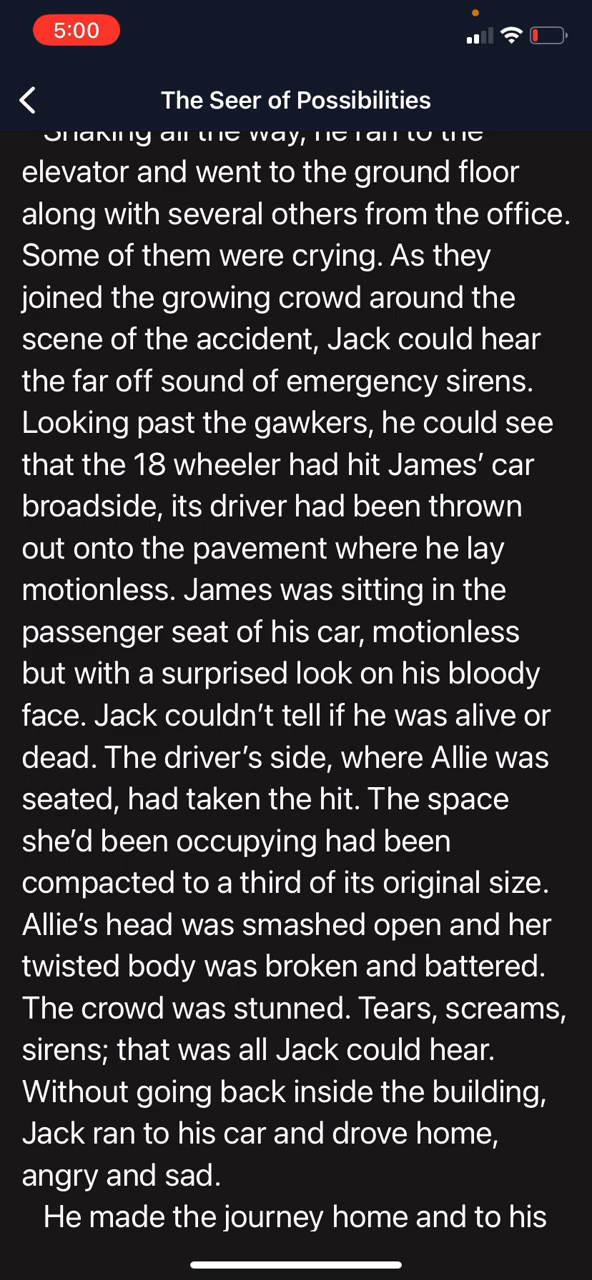 5:00
The Seer of Possibilities
Shaking all the way, he ran to the
elevator and went to the ground floor
along with several others from the office.
Some of them were crying. As they
joined the growing crowd around the
scene of the accident, Jack could hear
the far off sound of emergency sirens.
Looking past the gawkers, he could see
that the 18 wheeler had hit James’ car
broadside, its driver had been thrown
out onto the pavement where he lay
motionless. James was sitting in the
passenger seat of his car, motionless
but with a surprised look on his bloody
face. Jack couldn’t tell if he was alive or
dead. The driver’s side, where Allie was
seated, had taken the hit. The space
she’d been occupying had been
compacted to a third of its original size.
Allie’s head was smashed open and her
twisted body was broken and battered.
The crowd was stunned. Tears, screams,
sirens; that was all Jack could hear.
Without going back inside the building,
Jack ran to his car and drove home,
angry and sad.
He made the journey home and to his